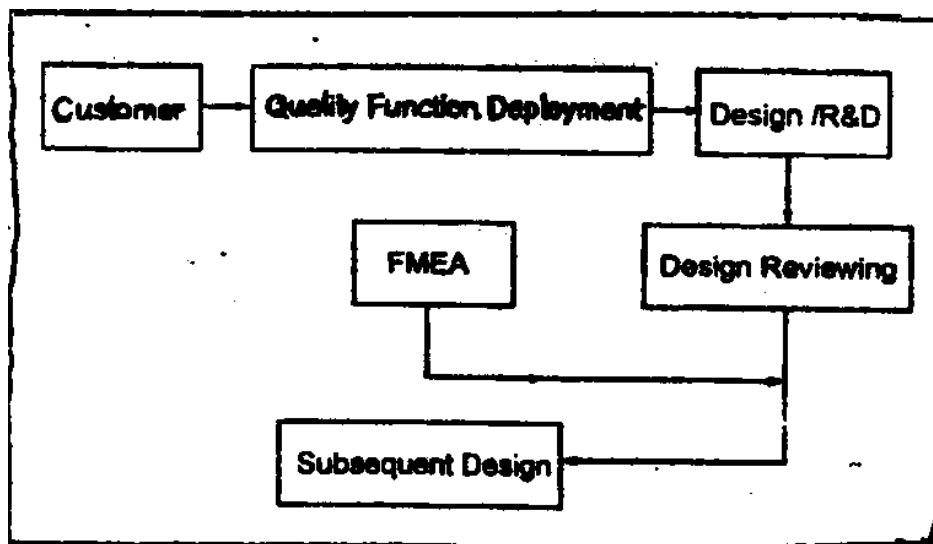 Customer
Quality Function Deployment
Design /R&D
FMEA
Design Reviewing
Subsequent Design